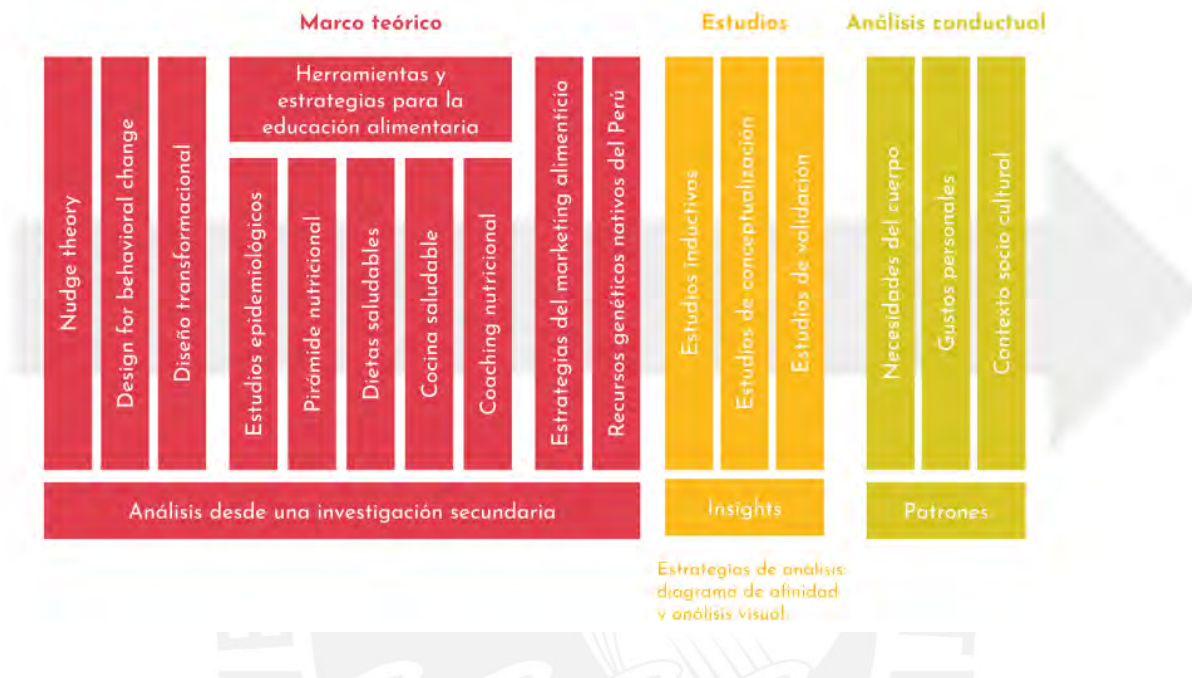 Marco teórico
Estudios
Análisis conductual
Nudge theory
Design for behavioral change
Diseño transformacional
Herramientas y
estrategias para la
educación alimentaria
Estudios epidemiológicos
Pirámide nutricional
Dietas saludables
Cocina saludable
Coaching nutricional
Estrategias del marketing alimenticio
Recursos genéticos nativos del Perú
Estudios inductivos
Estudios de conceptualización
Estudios de validación
Necesidades del cuerpo
Gustos personales
Contexto socio cultural
Análisis desde una investigación secundaria
Insights
Patrones
Estrategias de análisis:
diagrama de afinidad
y análisis visual.